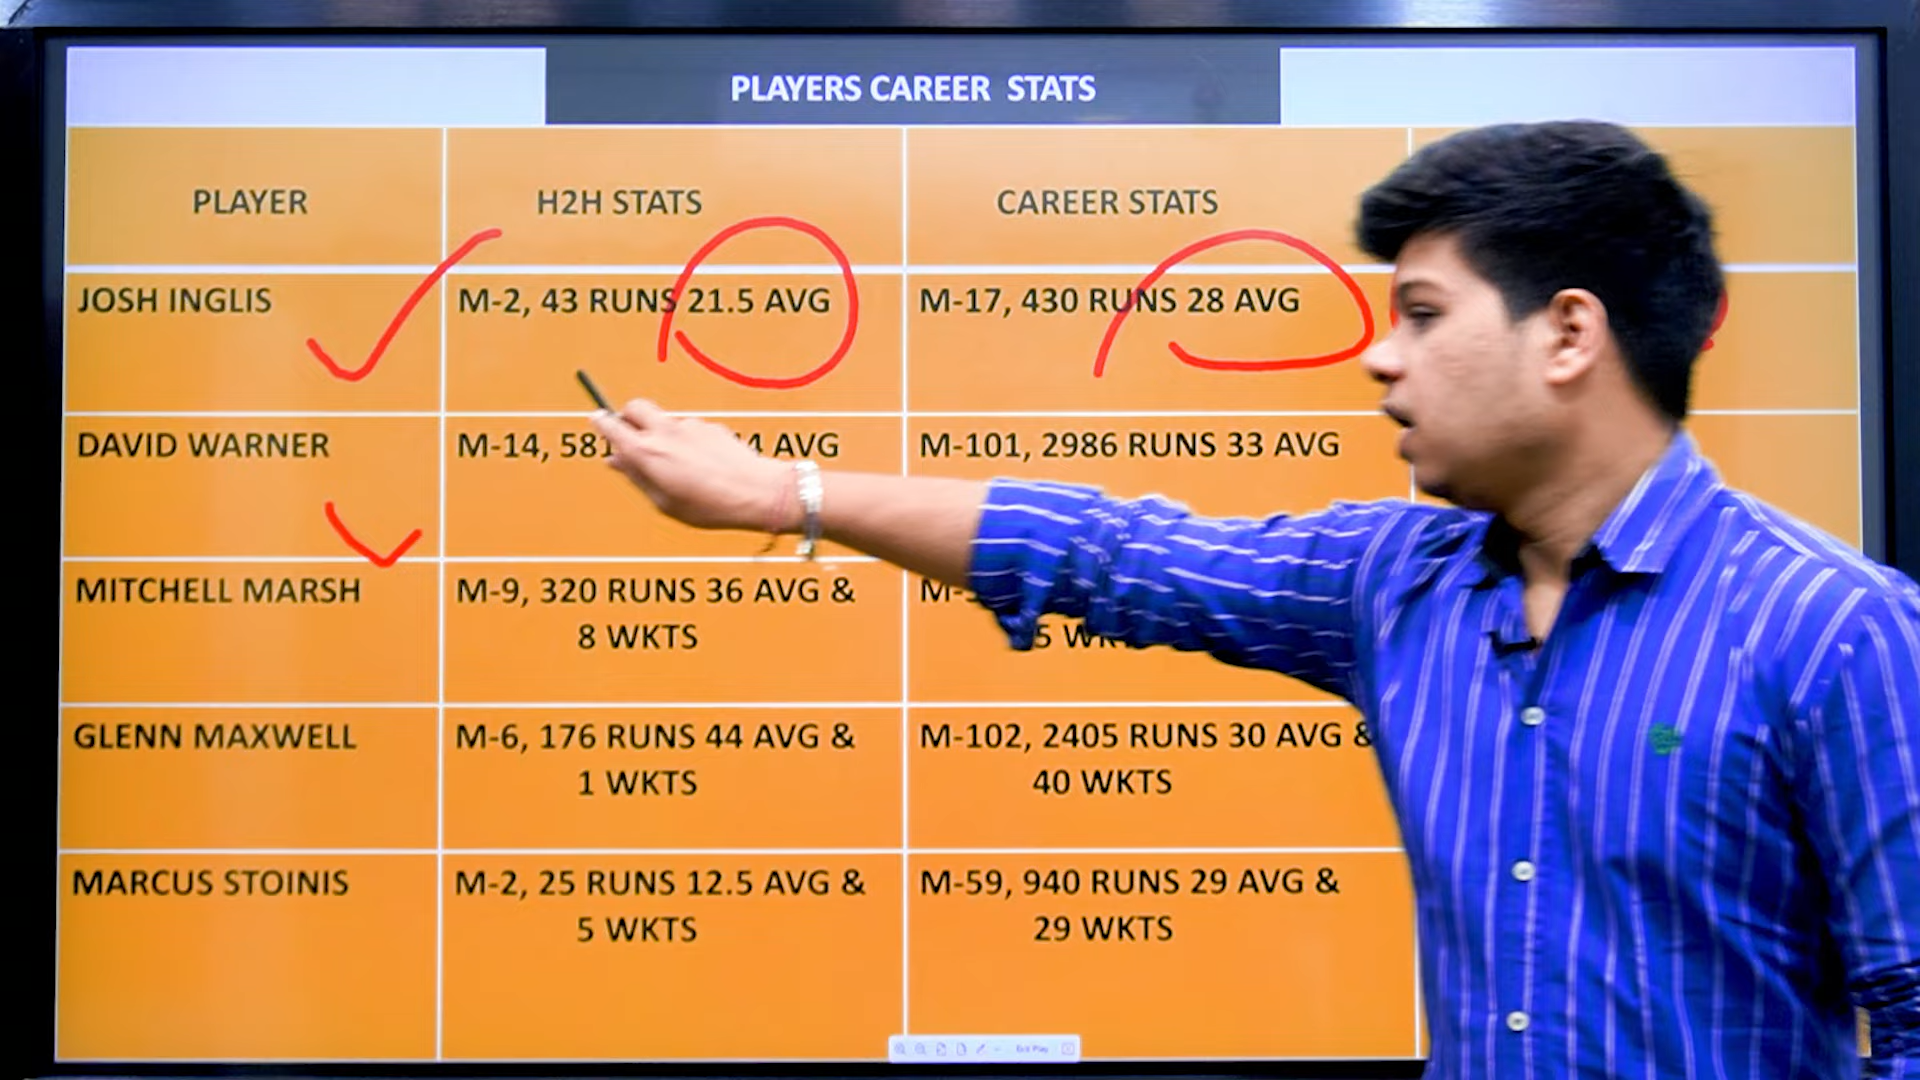 PLAYERS CAREER STATS
PLAYER H2H STATS CAREER STATS
JOSH INGLIS M-2, 43 RUNS 21.5 AVG M-17, 430 RUNS 28 AVG
DAVID WARNER M-14, 581 AVG M-101, 2986 RUNS 33 AVG
MITCHELL MARSH M-9, 320 RUNS 36 AVG &
8 WKTS
GLENN MAXWELL M-6, 176 RUNS 44 AVG & M-102, 2405 RUNS 30 AVG &
1 WKTS 40 WKTS
MARCUS STOINIS M-2, 25 RUNS 12.5 AVG & M-59, 940 RUNS 29 AVG &
5 WKTS 29 WKTS